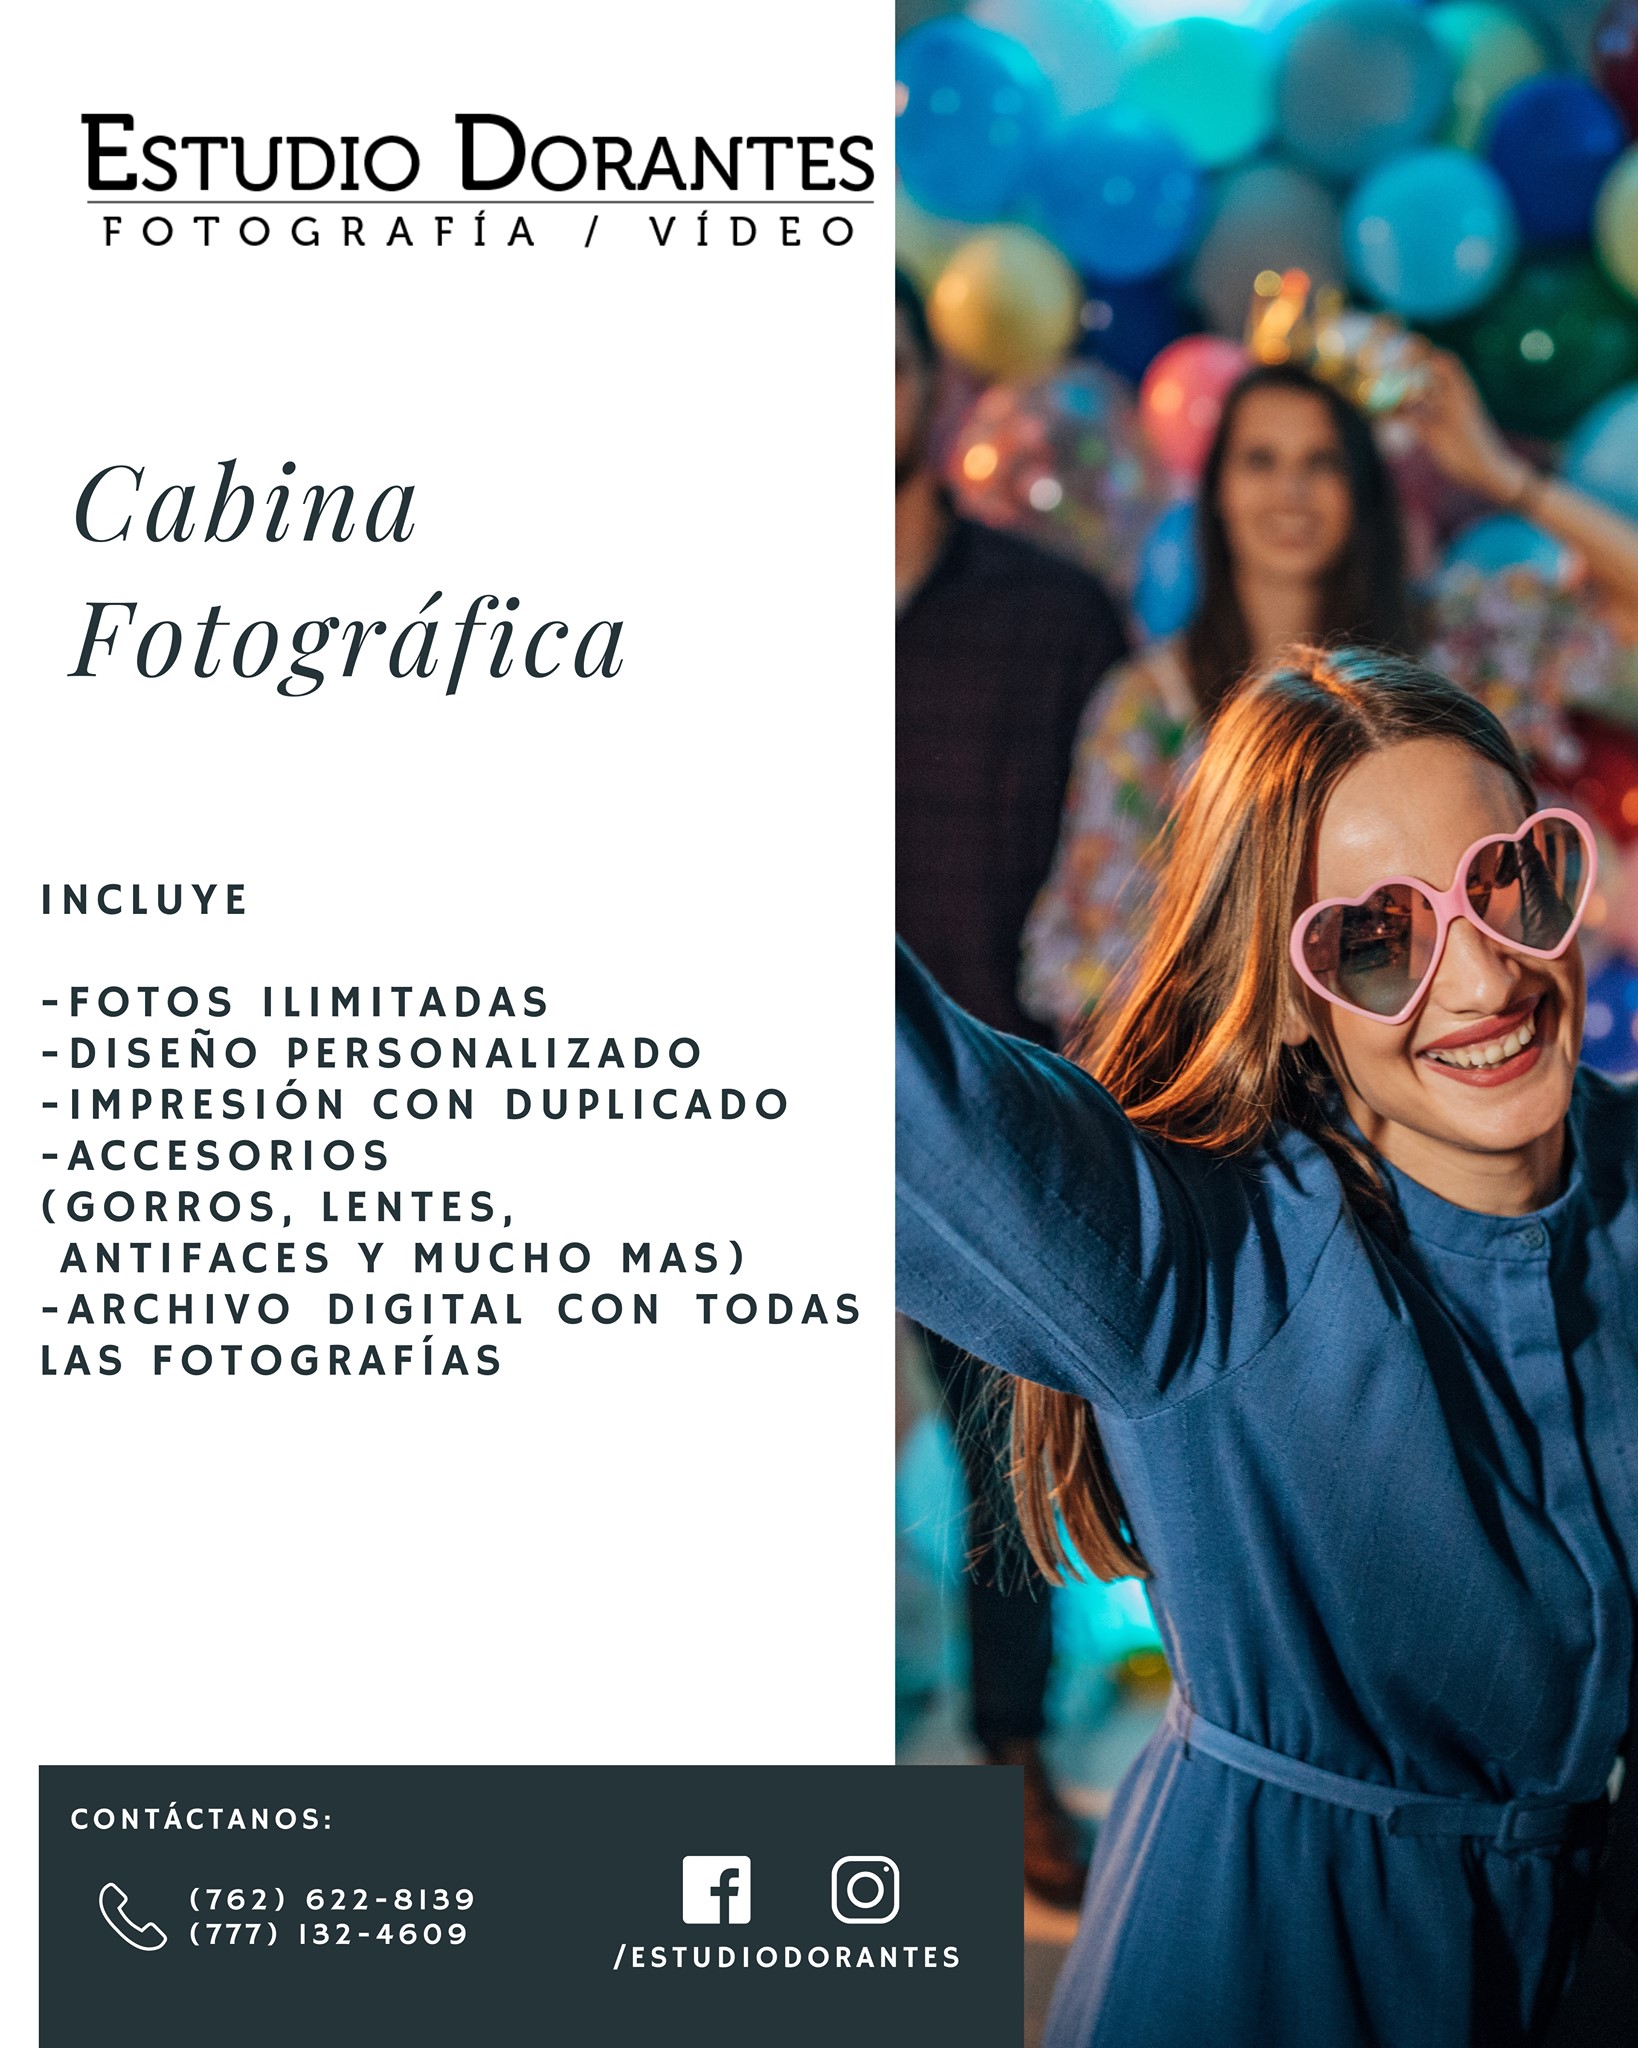 ESTUDIO DORANTES
FOTOGRAFÍA / VÍDEO
Cabina
Fotográfica
INCLUYE
-FOTOS ILIMITADAS
-DISEÑO PERSONALIZADO
-IMPRESIÓN CON DUPLICADO
-ACCESORIOS
(GORROS, LENTES,
ANTIFACES Y MUCHO MAS)
-ARCHIVO DIGITAL CON TODAS
LAS FOTOGRAFÍAS
CONTÁCTANOS:
(762) 622-8139
(777) 132-4609
/ESTUDIODORANTES